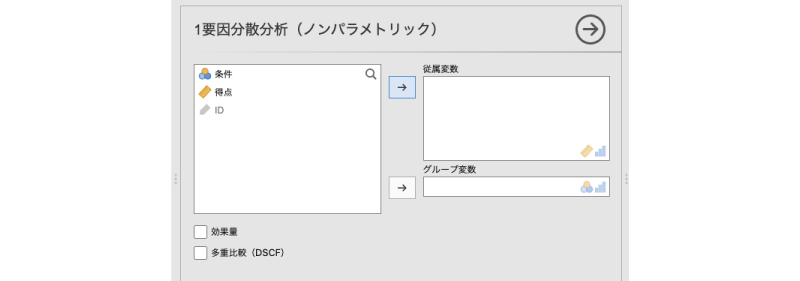 1要因分散分析（ノンパラメトリック）
条件
得点
ID
従属変数
グループ変数
効果量
多重比較（DSCF）